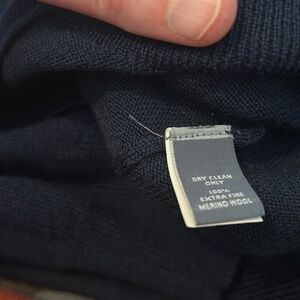 DRY CLEAN
ONLY
100%
EXTRA FINE
MERINO WOOL